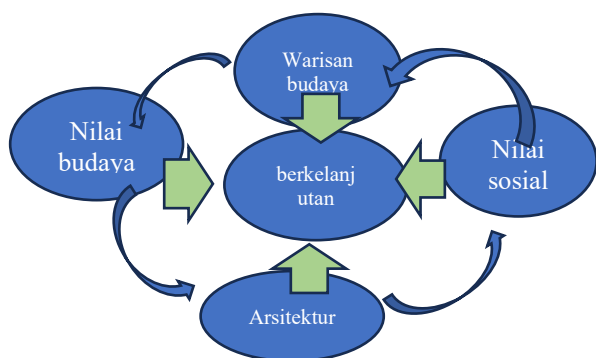 Warisan
budaya
Nilai
budaya
berkelanj
utan
Nilai
sosial
Arsitektur